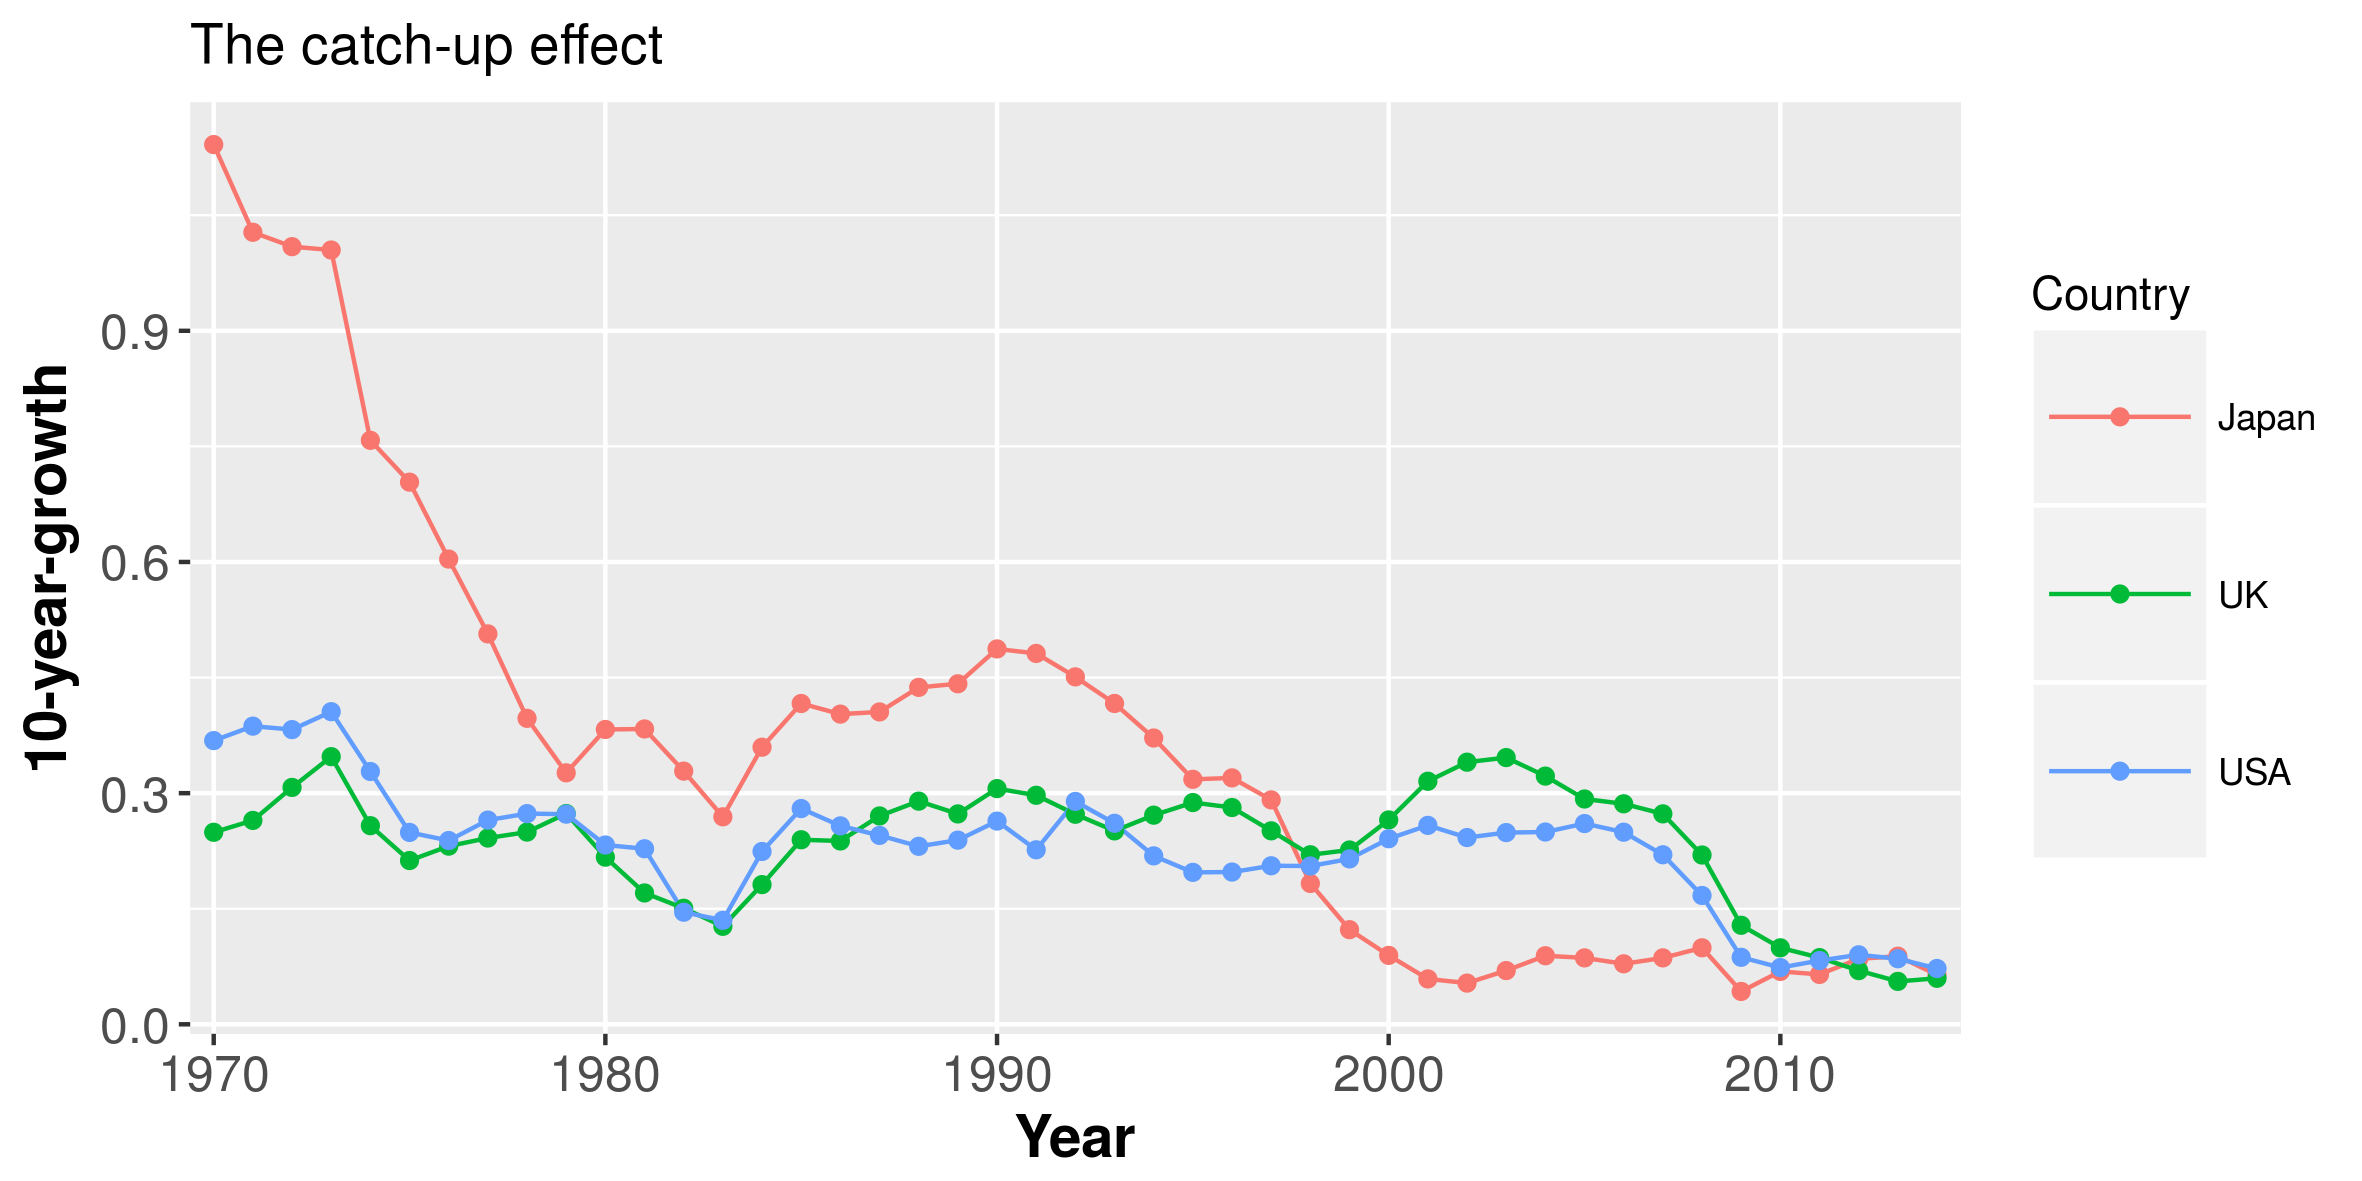 The catch-up effect
10-year-growth
0.9
0.6
0.3
0.0
1970 1980 1990 2000 2010
Year
Country
Japan
UK
USA